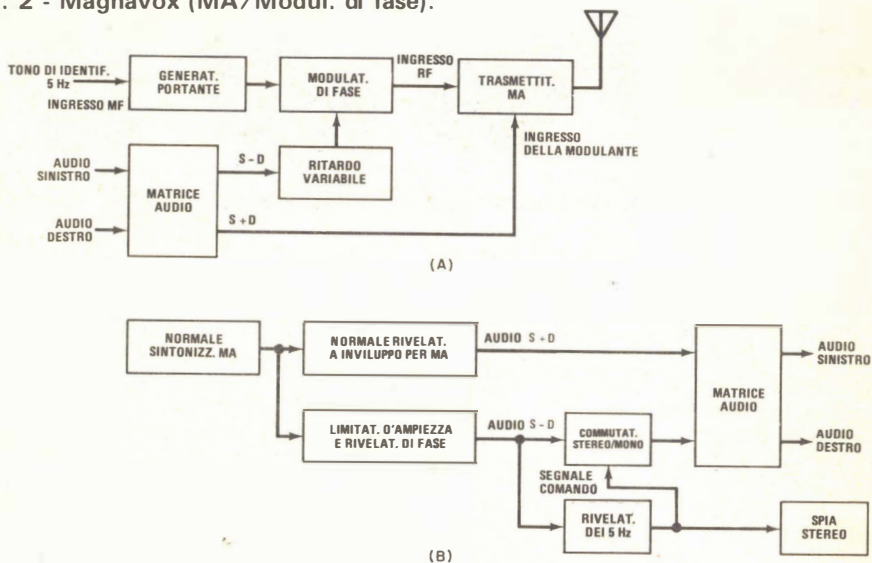 . 2 - Magnavox (MA/Modul. di fase).
TONO DI IDENTIF.
5 Hz
INGRESSO MF
GENERAT.
PORTANTE
MODULAT.
DI FASE
INGRESSO
RF
TRASMETTIT.
MA
INGRESSO
DELLA MODULANTE
AUDIO
SINISTRO
AUDIO
DESTRO
MATRICE
AUDIO
S – D
RITARDO
VARIABILE
S + D
(A)
NORMALE
SINTONIZZ. MA
NORMALE RIVELAT.
A INVILUPPO PER MA
AUDIO S + D
MATRICE
AUDIO
AUDIO
SINISTRO
AUDIO
DESTRO
LIMITAT. D'AMPIEZZA
E RIVELAT. DI FASE
AUDIO S – D
COMMUTAT.
STEREO/MONO
SEGNALE
COMANDO
RIVELAT.
DEI 5 Hz
SPIA
STEREO
(B)